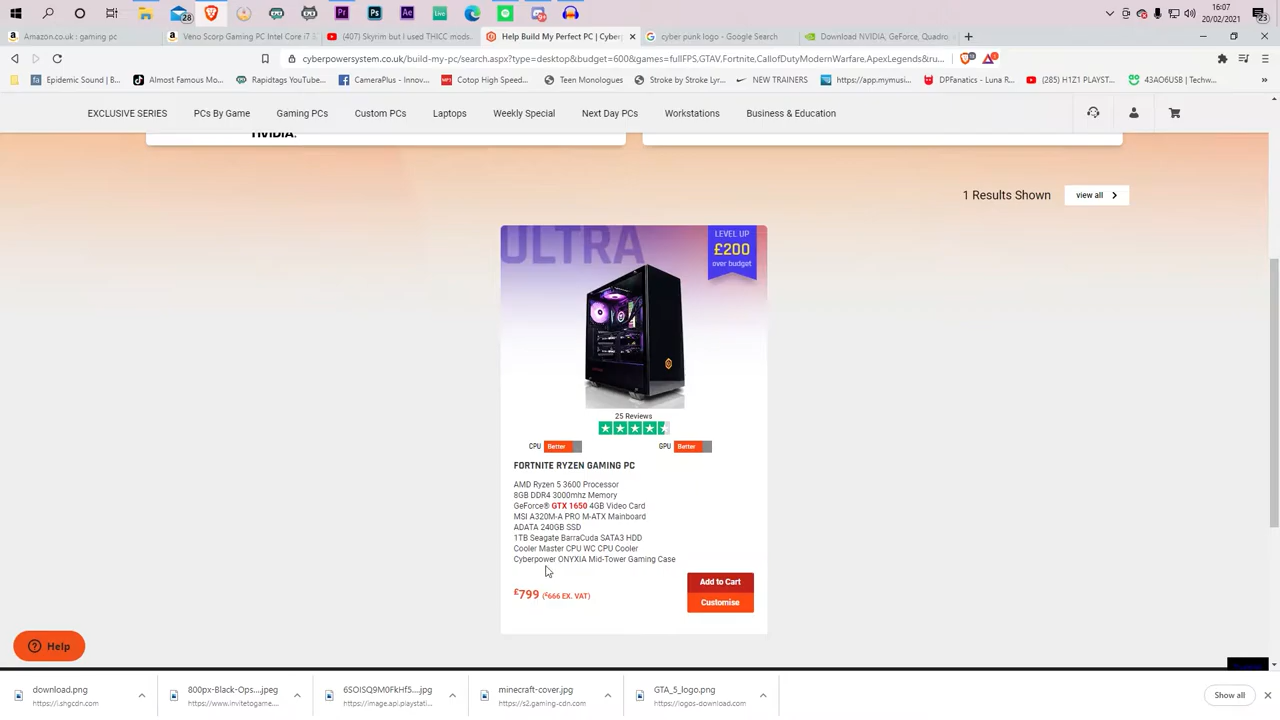 16:07
20/02/2021
28
Amazon.co.uk : gaming pc
Veno Scorp Gaming PC Intel Core i7
(407) Skyrim but I used THICC mods
Help Build My Perfect PC | Cyber
cyber punk logo - Google Search
Download NVIDIA, GeForce, Quadro,
cyberpowersystem.co.uk/build-my-pc/search.aspx?type=desktop&budget=600&games=fullFPS,GTAV,Fortnite,CallofDutyModernWarfare,ApexLegends&ru...
Epidemic Sound | B...
Almost Famous Mo...
Rapidtags YouTube...
CameraPlus - Innov...
Motosport | Cotop S...
Teen Monologues
Stroke by Stroke Lyr...
NEW TRAINERS
https://app.mymusi...
DPFanatics - Luna R...
(285) H1Z1 PLAYST...
43AO6USB | Techw...
EXCLUSIVE SERIES
PCs By Game
Gaming PCs
Custom PCs
Laptops
Weekly Special
Next Day PCs
Workstations
Business & Education
NVIDIA.
1 Results Shown
view all
ULTRA
LEVEL UP
£200
over budget
25 Reviews
CPU Better
GPU Better
FORTNITE RYZEN GAMING PC
AMD Ryzen 5 3600 Processor
8GB DDR4 3000mhz Memory
GeForce® GTX 1650 4GB Video Card
MSI A320M-A PRO M-ATX Mainboard
ADATA 240GB SSD
1TB Seagate BarraCuda SATA3 HDD
Cooler Master CPU WC CPU Cooler
Cyberpower ONYXIA Mid-Tower Gaming Case
£799 (£666 EX. VAT)
Add to Cart
Customise
Help
download.png
https://i.shgcdn.com
800px-Black-Ops-....jpeg
https://www.invitetogame...
6SOISQ9M0FkHf5....jpg
https://image.api.playstati...
minecraft-cover.jpg
https://s2.gaming-cdn.com
GTA_5_logo.png
https://logos-download.com
Show all